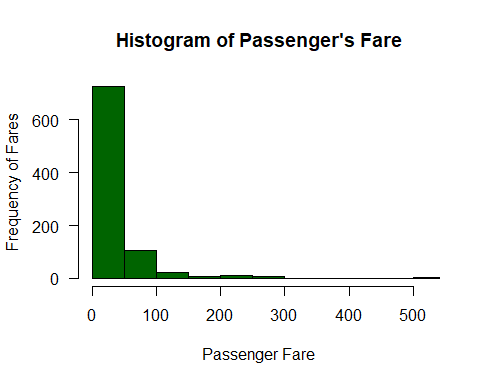 Histogram of Passenger's Fare
Frequency of Fares
600
400
200
0
0 100 200 300 400 500
Passenger Fare